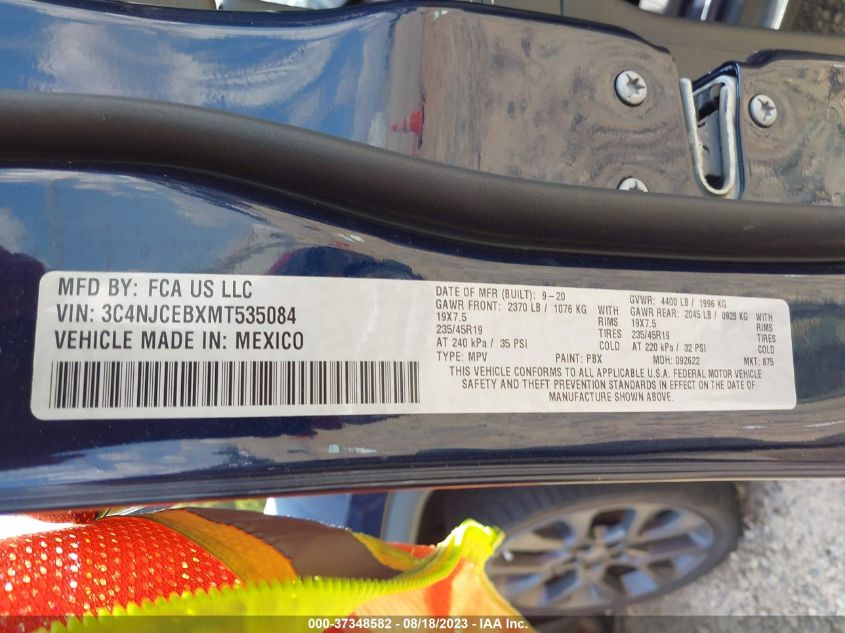 MFD BY: FCA US LLC
VIN: 3C4NJCEBXMT535084
VEHICLE MADE IN: MEXICO
DATE OF MFR (BUILT): 9-20 GVWR: 4400 LB / 1996 KG
GAWR FRONT: 2370 LB / 1076 KG WITH GAWR REAR: 2045 LB / 0928 KG WITH
19X7.5 RIMS 19X7.5 RIMS
235/45R19 TIRES 235/45R19 TIRES
AT 240 kPa / 35 PSI COLD AT 220 kPa / 32 PSI COLD
TYPE: MPV PAINT: PBX MDH: 092622 MKT: 875
THIS VEHICLE CONFORMS TO ALL APPLICABLE U.S.A. FEDERAL MOTOR VEHICLE
SAFETY AND THEFT PREVENTION STANDARDS IN EFFECT ON THE DATE OF
MANUFACTURE SHOWN ABOVE.
000-37348582 - 08/18/2023 - IAA Inc.